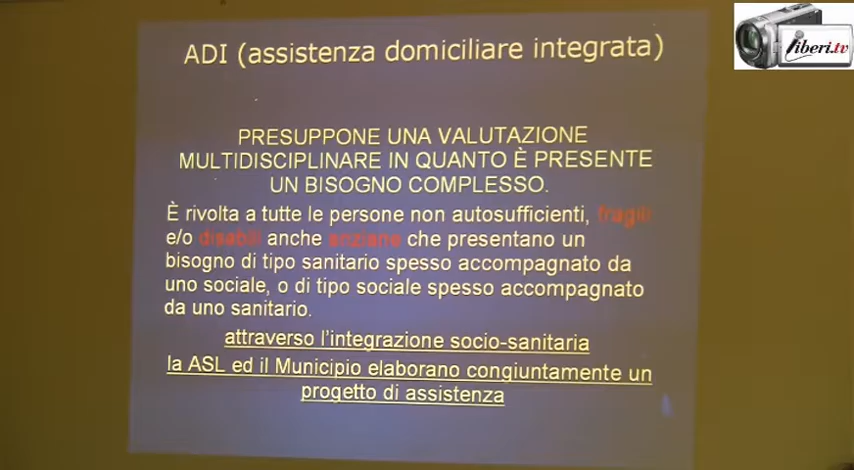 ADI (assistenza domiciliare integrata)
liberi.tv
PRESUPPONE UNA VALUTAZIONE
MULTIDISCIPLINARE IN QUANTO È PRESENTE
UN BISOGNO COMPLESSO.
È rivolta a tutte le persone non autosufficienti, fragili
e/o disabili anche anziane che presentano un
bisogno di tipo sanitario spesso accompagnato da
uno sociale, o di tipo sociale spesso accompagnato
da uno sanitario.
attraverso l'integrazione socio-sanitaria
la ASL ed il Municipio elaborano congiuntamente un
progetto di assistenza